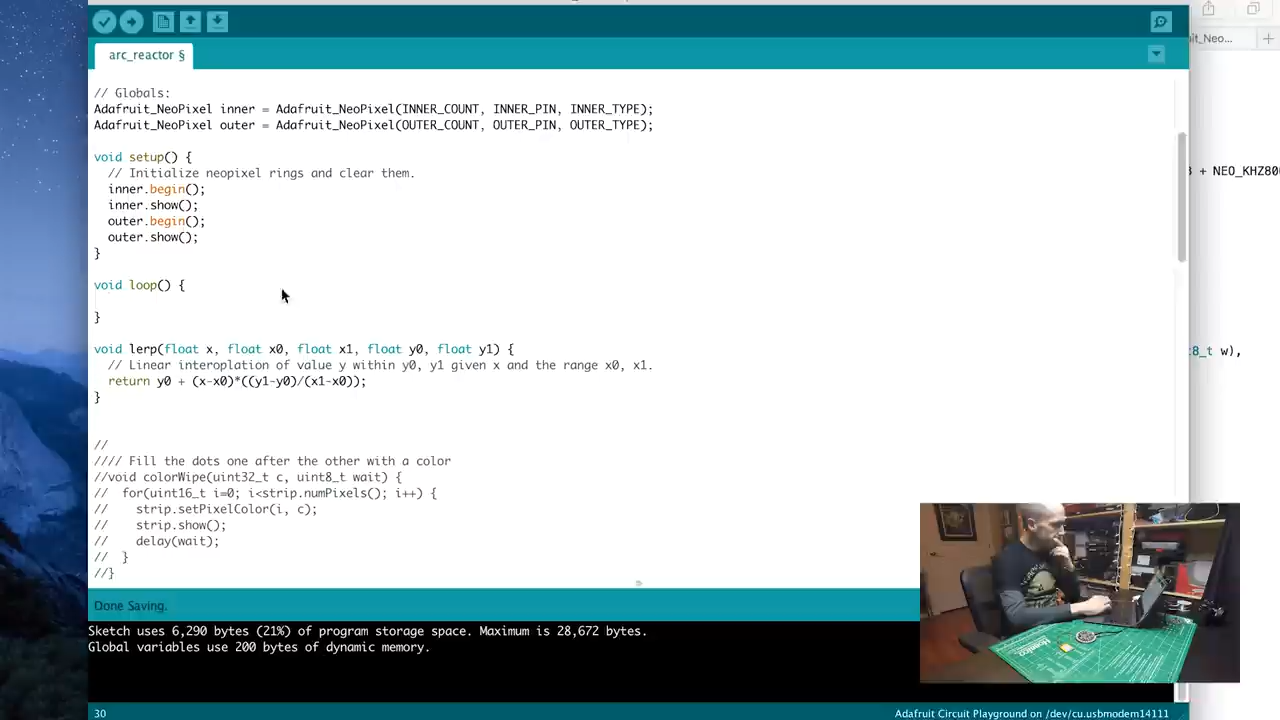 it_Neo...
arc_reactor §
// Globals:
Adafruit_NeoPixel inner = Adafruit_NeoPixel(INNER_COUNT, INNER_PIN, INNER_TYPE);
Adafruit_NeoPixel outer = Adafruit_NeoPixel(OUTER_COUNT, OUTER_PIN, OUTER_TYPE);
void setup() {
// Initialize neopixel rings and clear them.
+ NEO_KHZ800
inner.begin();
inner.show();
outer.begin();
outer.show();
}
void loop() {
}
void lerp(float x, float x0, float x1, float y0, float y1) {
t8_t w),
// Linear interoplation of value y within y0, y1 given x and the range x0, x1.
return y0 + (x-x0)*((y1-y0)/(x1-x0));
}
//
//// Fill the dots one after the other with a color
//void colorWipe(uint32_t c, uint8_t wait) {
// for(uint16_t i=0; i<strip.numPixels(); i++) {
// strip.setPixelColor(i, c);
// strip.show();
// delay(wait);
// }
//}
Done Saving.
Sketch uses 6,290 bytes (21%) of program storage space. Maximum is 28,672 bytes.
Global variables use 200 bytes of dynamic memory.
30
Adafruit Circuit Playground on /dev/cu.usbmodem14111